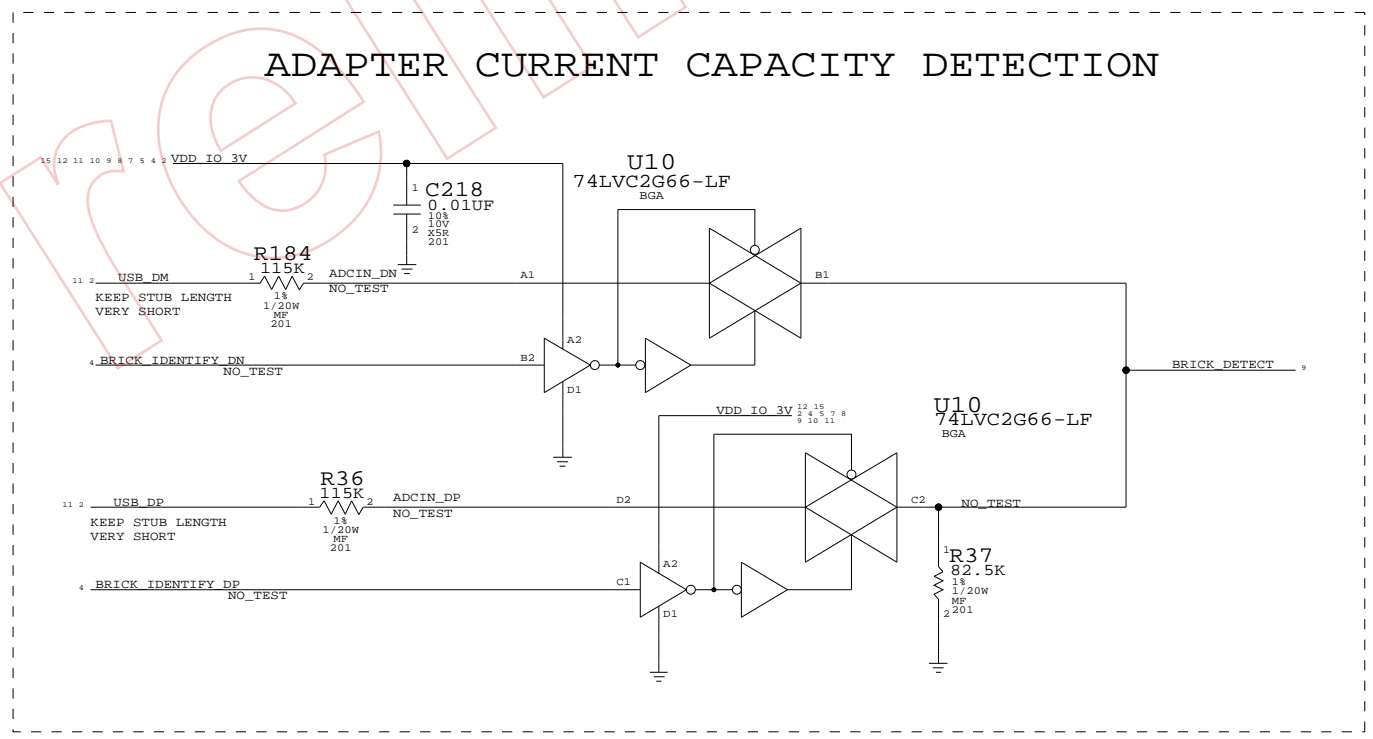 ADAPTER CURRENT CAPACITY DETECTION
15 12 11 10 9 8 7 5 4 2 VDD_IO_3V
U10
74LVC2G66-LF
BGA
1 C218
0.01UF
10%
10V
2 X5R
201
R184
115K
11 2 USB_DM 1 2 ADCIN_DN A1 B1
NO_TEST
KEEP STUB LENGTH
VERY SHORT
1%
1/20W
MF
201
A2
4 BRICK_IDENTIFY_DN B2
NO_TEST
D1
BRICK_DETECT 9
VDD_IO_3V 12 15
2 4 5 7 8
9 10 11
U10
74LVC2G66-LF
BGA
R36
115K
11 2 USB_DP 1 2 ADCIN_DP D2 C2 NO_TEST
NO_TEST
KEEP STUB LENGTH
VERY SHORT
1%
1/20W
MF
201
1 R37
82.5K
1%
1/20W
MF
2 201
A2
4 BRICK_IDENTIFY_DP C1
NO_TEST
D1
rem